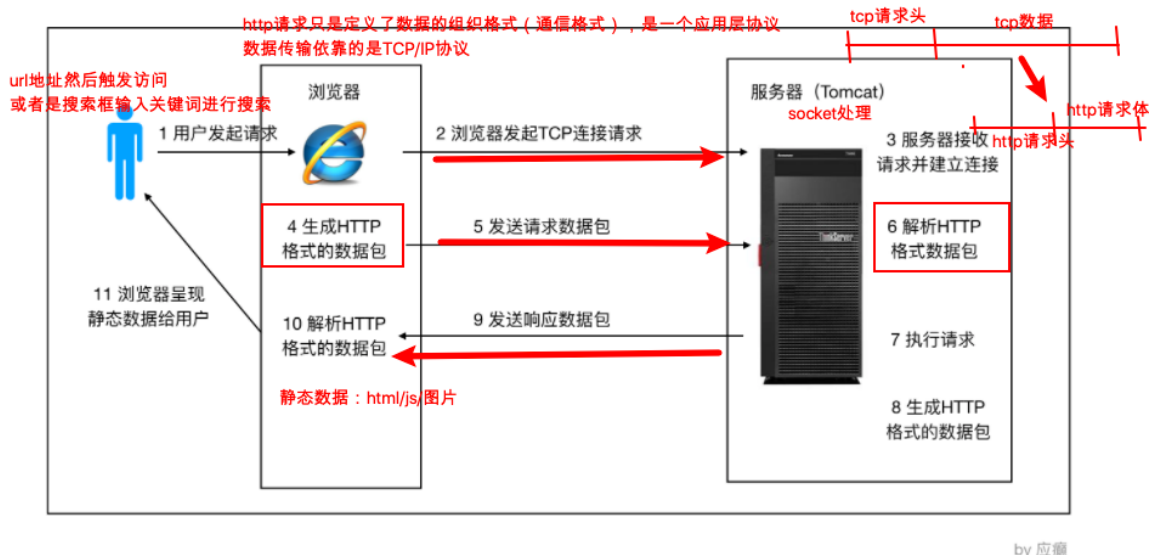 http请求只是定义了数据的组织格式（通信格式），是一个应用层协议
数据传输依靠的是TCP/IP协议
tcp请求头
tcp数据
url地址然后触发访问
或者是搜索框输入关键词进行搜索
浏览器
服务器（Tomcat）
socket处理
http请求体
http请求头
1 用户发起请求
2 浏览器发起TCP连接请求
3 服务器接收
请求并建立连接
4 生成HTTP
格式的数据包
5 发送请求数据包
6 解析HTTP
格式数据包
ThinkServer
7 执行请求
8 生成HTTP
格式的数据包
9 发送响应数据包
10 解析HTTP
格式的数据包
静态数据：html/js/图片
11 浏览器呈现
静态数据给用户
by 应癫